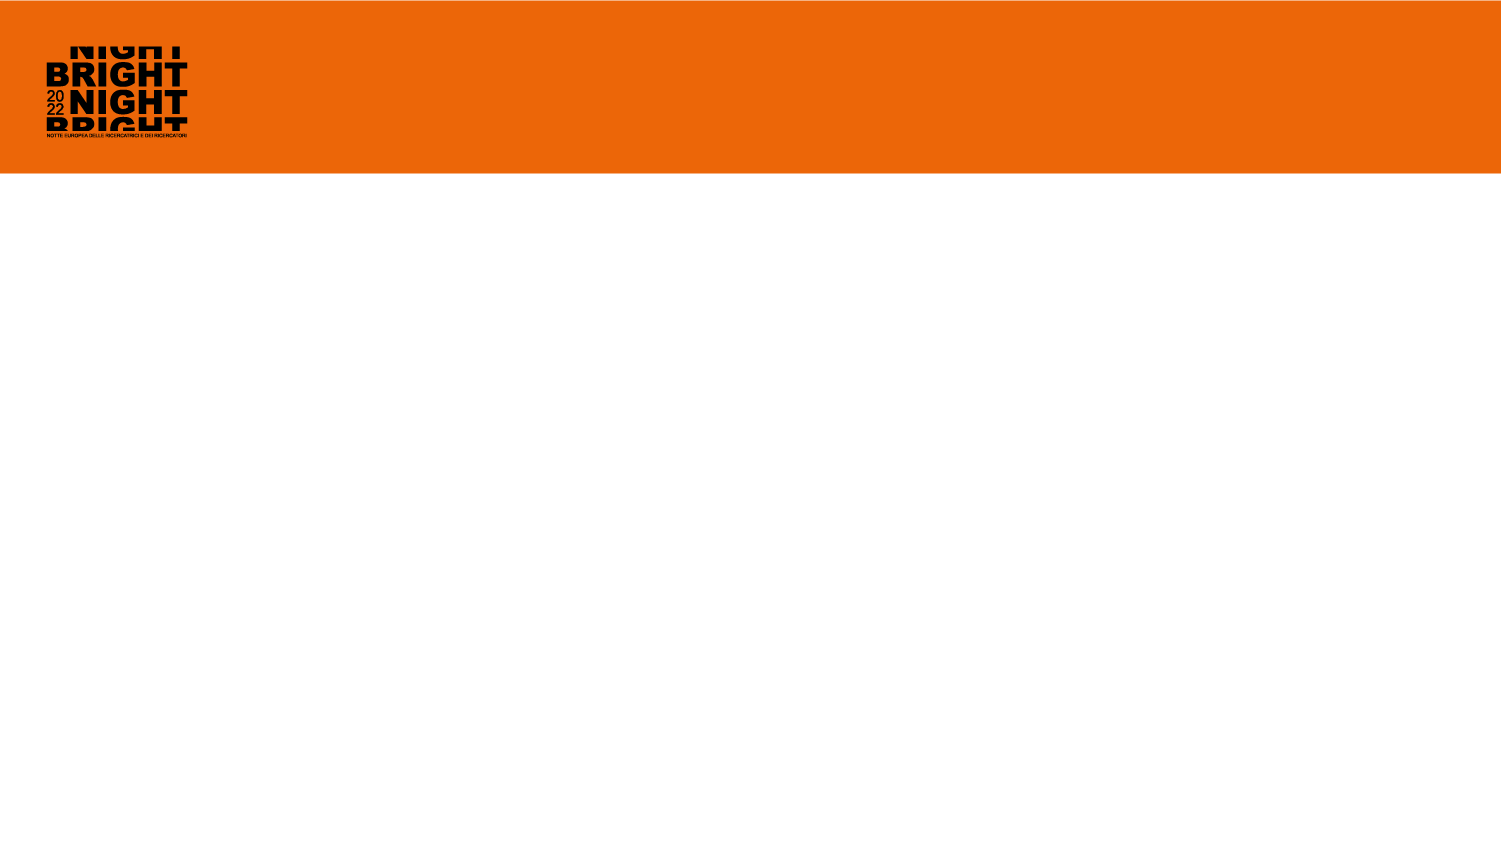 NIGHT
BRIGHT
20
22 NIGHT
BRIGHT
NOTTE EUROPEA DELLE RICERCATRICI E DEI RICERCATORI